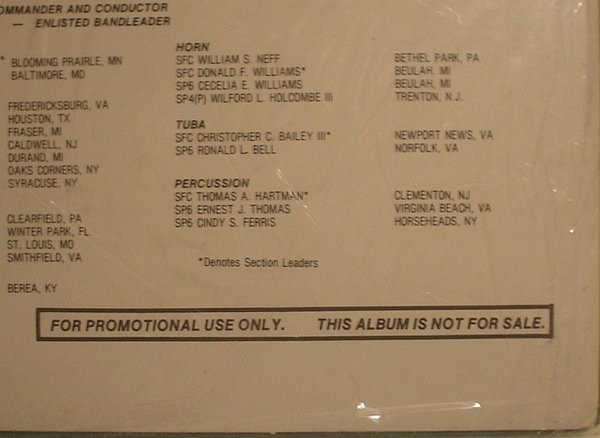 OMMANDER AND CONDUCTOR
— ENLISTED BANDLEADER
* BLOOMING PRAIRLE, MN
BALTIMORE, MD
FREDERICKSBURG, VA
HOUSTON, TX
FRASER, MI
CALDWELL, NJ
DURAND, MI
OAKS CORNERS, NY
SYRACUSE, NY
CLEARFIELD, PA
WINTER PARK, FL
ST. LOUIS, MO
SMITHFIELD, VA
BEREA, KY
HORN
SFC WILLIAM S. NEFF BETHEL PARK, PA
SFC DONALD F. WILLIAMS* BEULAH, MI
SP6 CECELIA E. WILLIAMS BEULAH, MI
SP4(P) WILFORD L. HOLCOMBE III TRENTON, N.J.
TUBA
SFC CHRISTOPHER C. BAILEY III* NEWPORT NEWS, VA
SP6 RONALD L. BELL NORFOLK, VA
PERCUSSION
SFC THOMAS A. HARTMAN* CLEMENTON, NJ
SP6 ERNEST J. THOMAS VIRGINIA BEACH, VA
SP6 CINDY S. FERRIS HORSEHEADS, NY
*Denotes Section Leaders
FOR PROMOTIONAL USE ONLY. THIS ALBUM IS NOT FOR SALE.